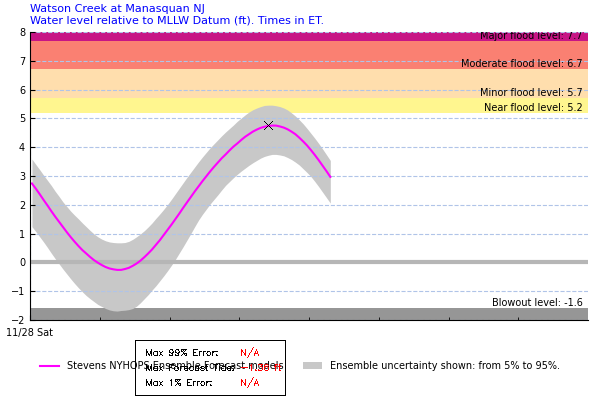 Watson Creek at Manasquan NJ
Water level relative to MLLW Datum (ft). Times in ET.
8
Major flood level: 7.7
7
Moderate flood level: 6.7
6
Minor flood level: 5.7
Near flood level: 5.2
5
4
3
2
1
0
−1
Blowout level: -1.6
−2
11/28 Sat
Max 99% Error: N/A
Stevens NYHOPS Ensemble Forecast models
Ensemble uncertainty shown: from 5% to 95%.
Max Forecast Tide:
Max 1% Error: N/A